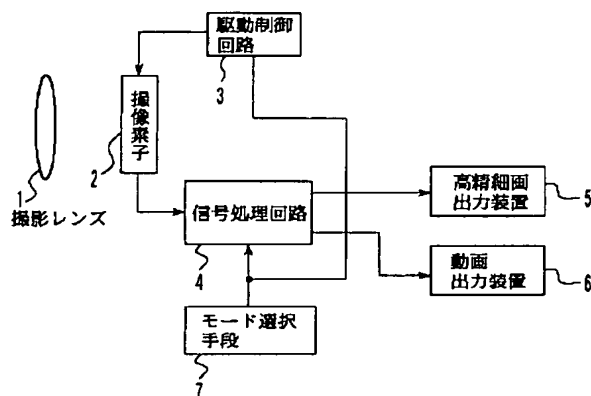 駆動制御
回路
3
撮像素子
2
1
撮影レンズ
信号処理回路
4
高精細画
出力装置
5
動画
出力装置
6
モード選択
手段
7